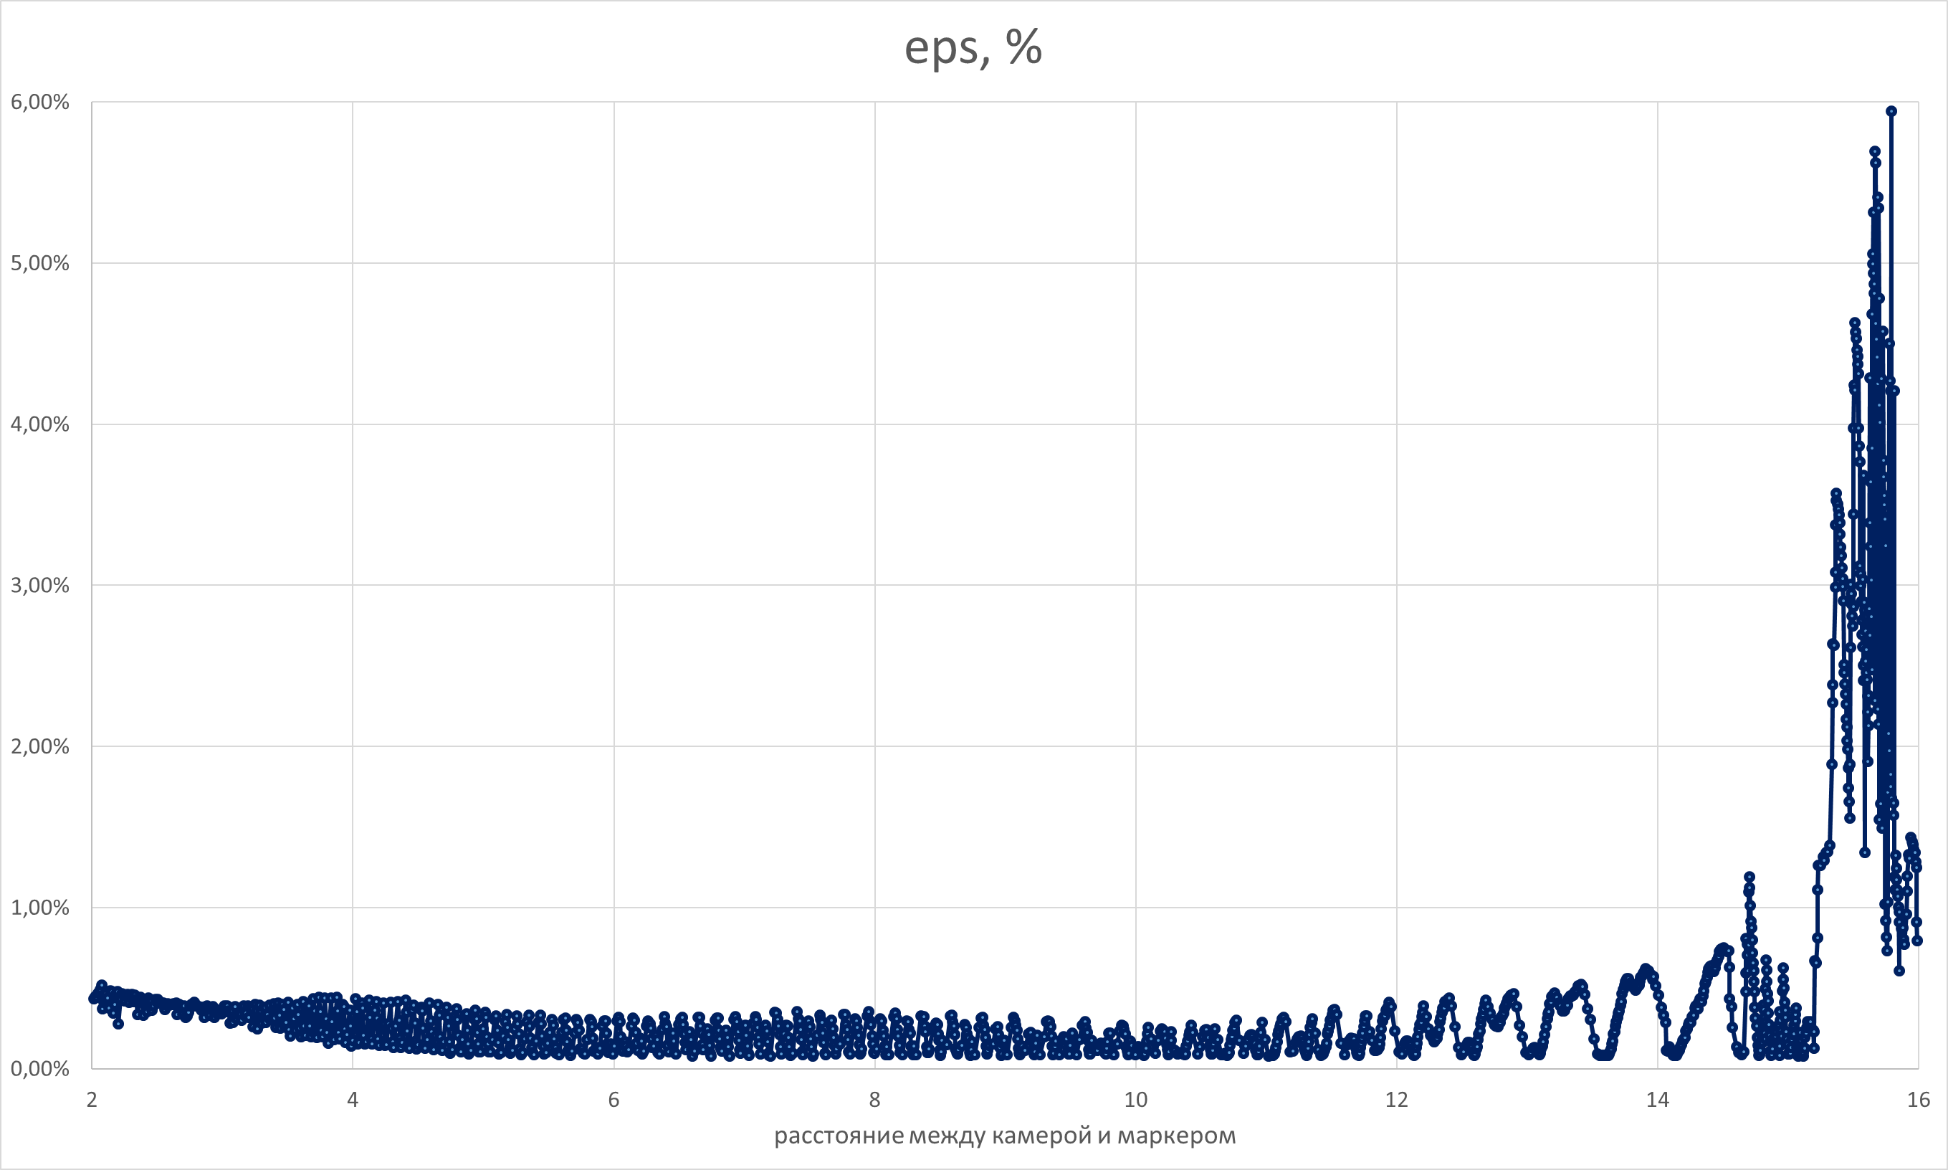 eps, %
6,00%
5,00%
4,00%
3,00%
2,00%
1,00%
0,00%
2 4 6 8 10 12 14 16
расстояние между камерой и маркером